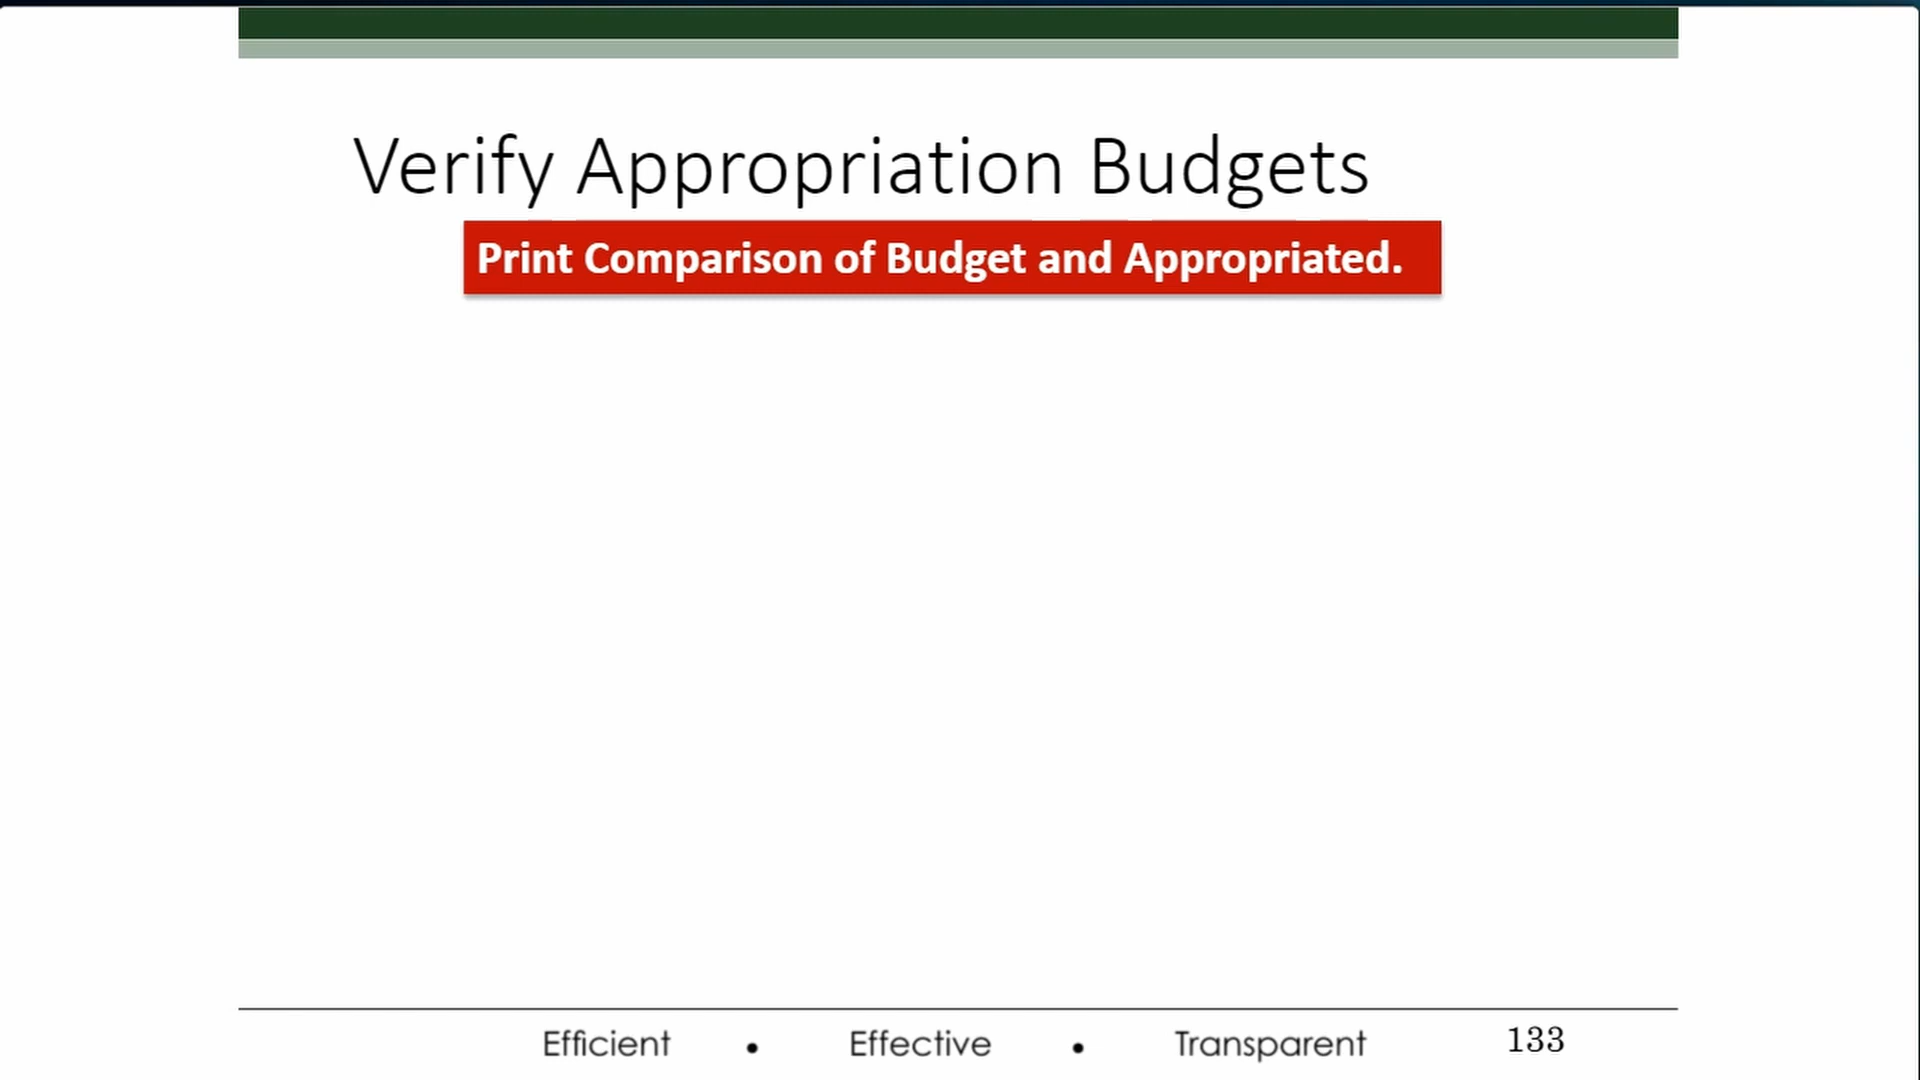 Verify Appropriation Budgets
Print Comparison of Budget and Appropriated.
Efficient • Effective • Transparent 133